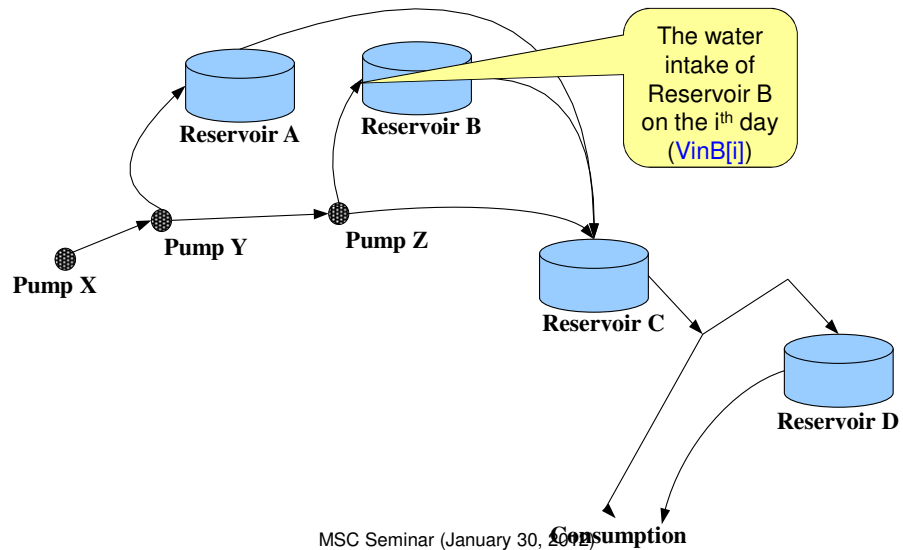 The water
intake of
Reservoir B
on the iᵗʰ day
(VinB[i])
Reservoir A
Reservoir B
Pump Y
Pump Z
Pump X
Reservoir C
Reservoir D
Consumption
MSC Seminar (January 30, 2012)